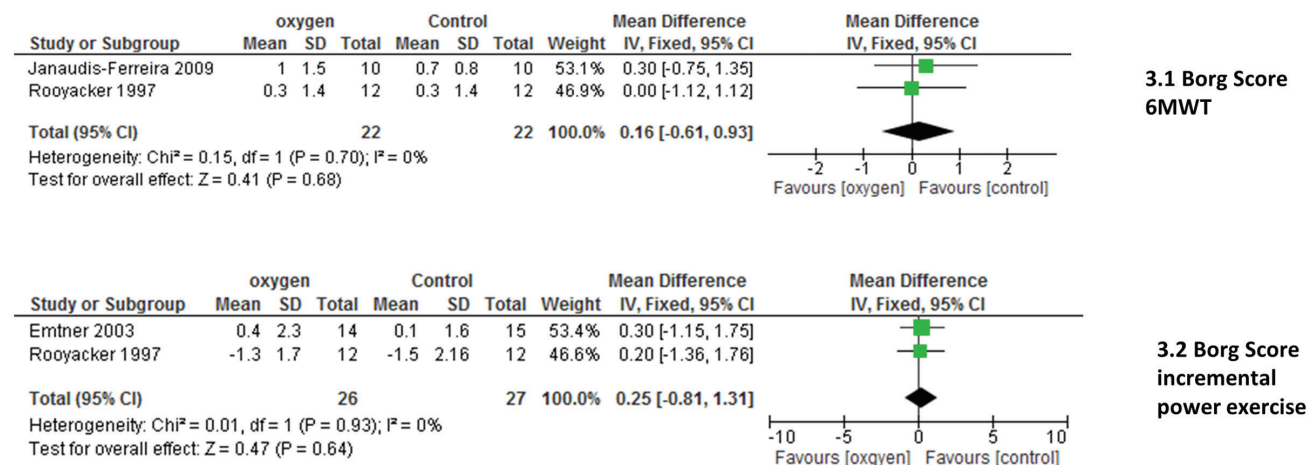 oxygen Control Mean Difference Mean Difference
Study or Subgroup Mean SD Total Mean SD Total Weight IV, Fixed, 95% CI IV, Fixed, 95% CI
Janaudis-Ferreira 2009 1 1.5 10 0.7 0.8 10 53.1% 0.30 [-0.75, 1.35]
Rooyacker 1997 0.3 1.4 12 0.3 1.4 12 46.9% 0.00 [-1.12, 1.12]
Total (95% CI) 22 22 100.0% 0.16 [-0.61, 0.93]
Heterogeneity: Chi² = 0.15, df = 1 (P = 0.70); I² = 0%
Test for overall effect: Z = 0.41 (P = 0.68)
-2 -1 0 1 2
Favours [oxygen] Favours [control]
3.1 Borg Score
6MWT
oxygen Control Mean Difference Mean Difference
Study or Subgroup Mean SD Total Mean SD Total Weight IV, Fixed, 95% CI IV, Fixed, 95% CI
Emtner 2003 0.4 2.3 14 0.1 1.6 15 53.4% 0.30 [-1.15, 1.75]
Rooyacker 1997 -1.3 1.7 12 -1.5 2.16 12 46.6% 0.20 [-1.36, 1.76]
Total (95% CI) 26 27 100.0% 0.25 [-0.81, 1.31]
Heterogeneity: Chi² = 0.01, df = 1 (P = 0.93); I² = 0%
Test for overall effect: Z = 0.47 (P = 0.64)
-10 -5 0 5 10
Favours [oxgyen] Favours [control]
3.2 Borg Score
incremental
power exercise